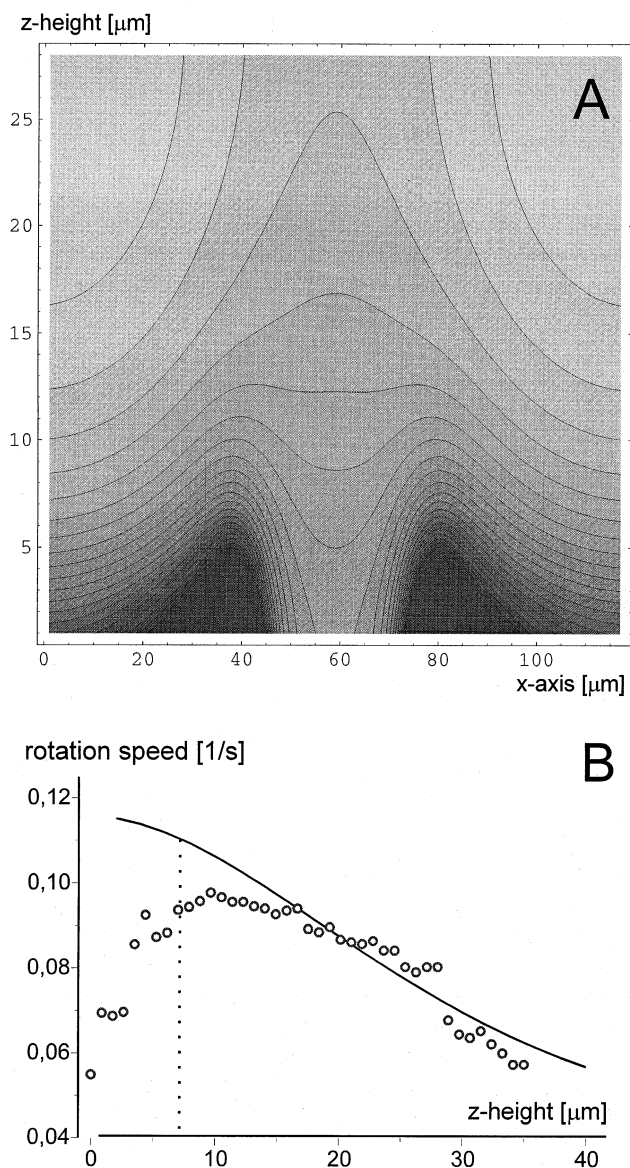 z-height [µm]
A
25
20
15
10
5
0 20 40 60 80 100
x-axis [µm]
rotation speed [1/s]
B
0,12
0,10
0,08
0,06
z-height [µm]
0,04
0 10 20 30 40